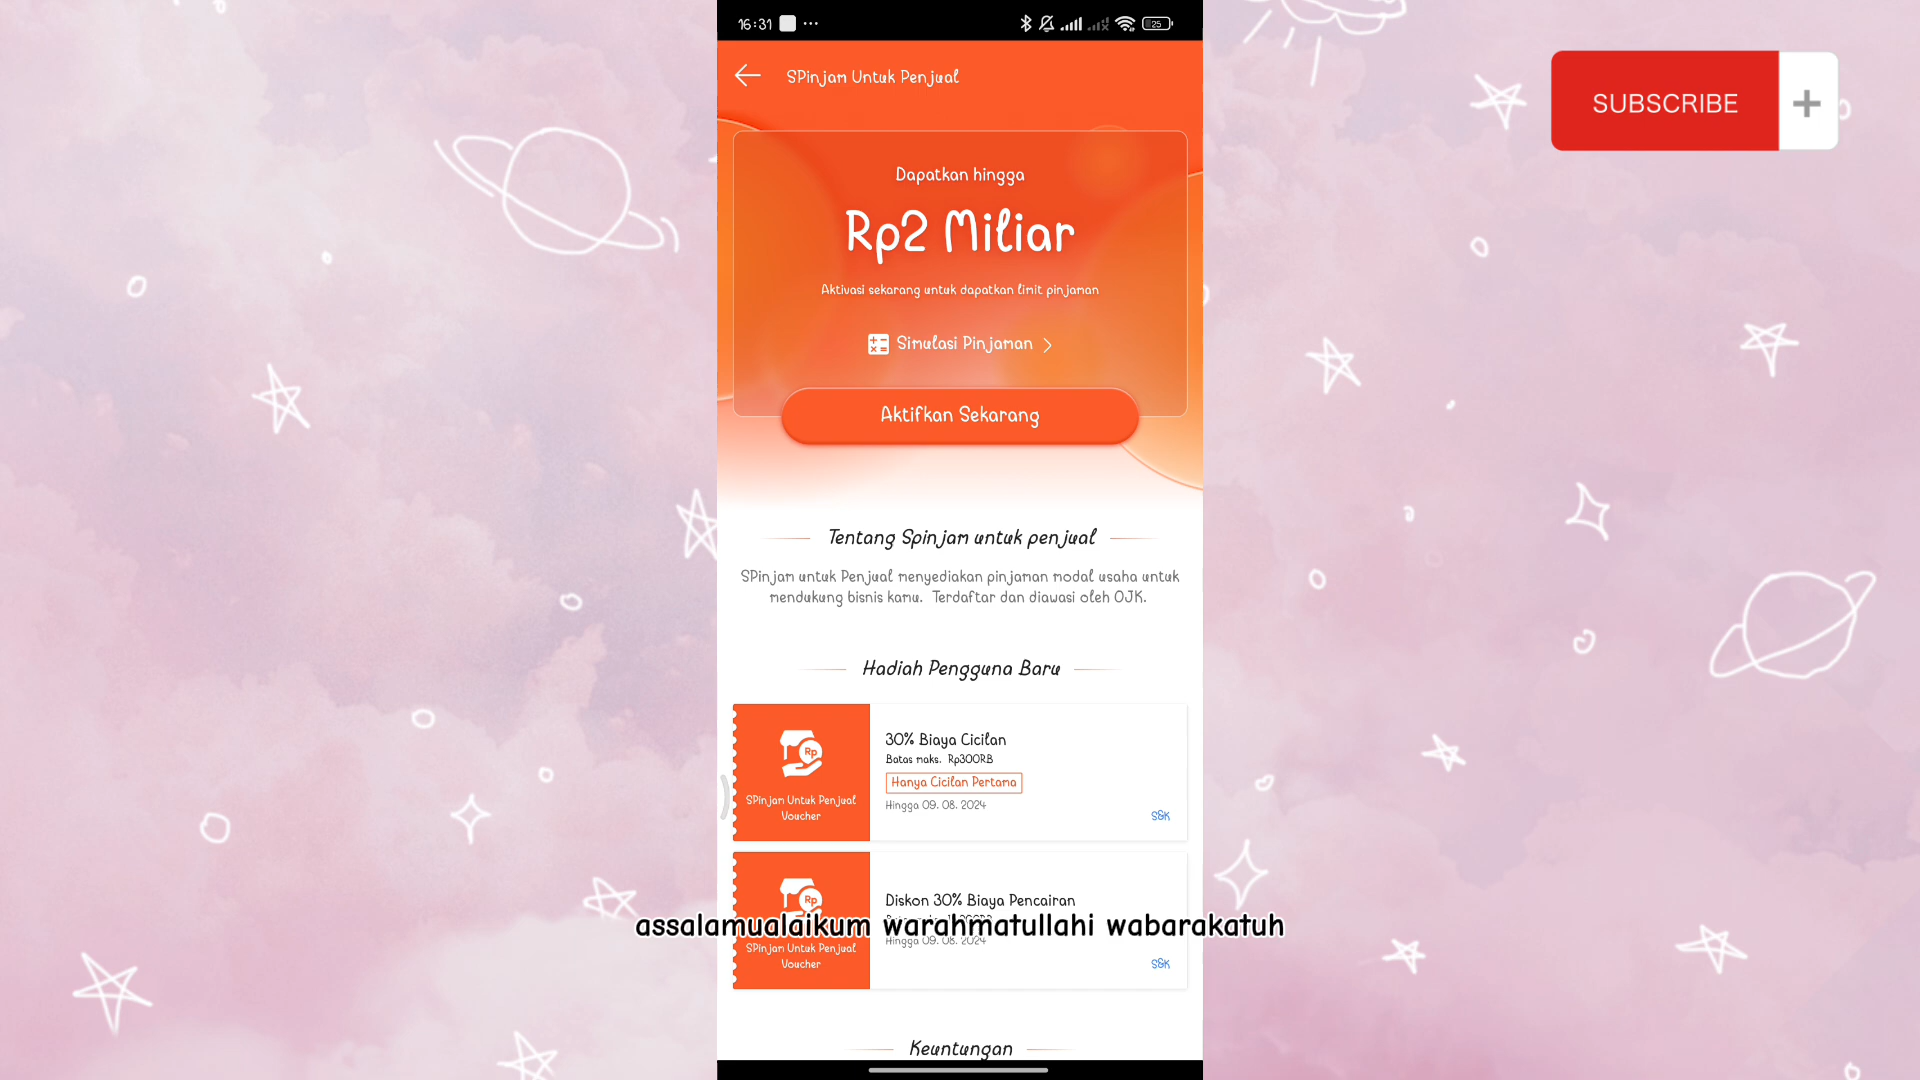 16:31
25
SPinjam Untuk Penjual
SUBSCRIBE +
Dapatkan hingga
Rp2 Miliar
Aktivasi sekarang untuk dapatkan limit pinjaman
Simulasi Pinjaman
Aktifkan Sekarang
Tentang Spinjam untuk penjual
SPinjam untuk Penjual menyediakan pinjaman modal usaha untuk
mendukung bisnis kamu. Terdaftar dan diawasi oleh OJK.
Hadiah Pengguna Baru
Rp
SPinjam Untuk Penjual
Voucher
30% Biaya Cicilan
Batas maks. Rp300RB
Hanya Cicilan Pertama
Hingga 09. 08. 2024
S&K
Rp
SPinjam Untuk Penjual
Voucher
Diskon 30% Biaya Pencairan
Hingga 09. 08. 2024
S&K
assalamualaikum warahmatullahi wabarakatuh
Keuntungan